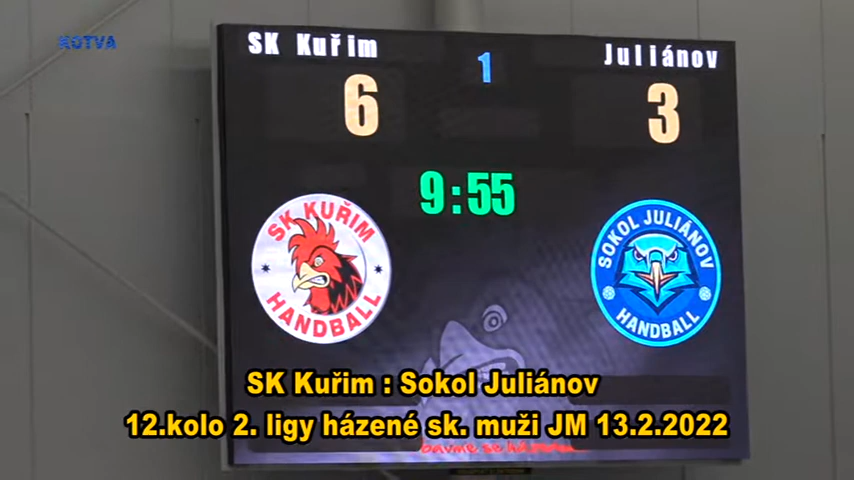 KOTVA
SK Kuřim
1
Juliánov
6
3
9:55
SK KUŘIM
HANDBALL
SOKOL JULIÁNOV
HANDBALL
SK Kuřim : Sokol Juliánov
12.kolo 2. ligy házené sk. muži JM 13.2.2022